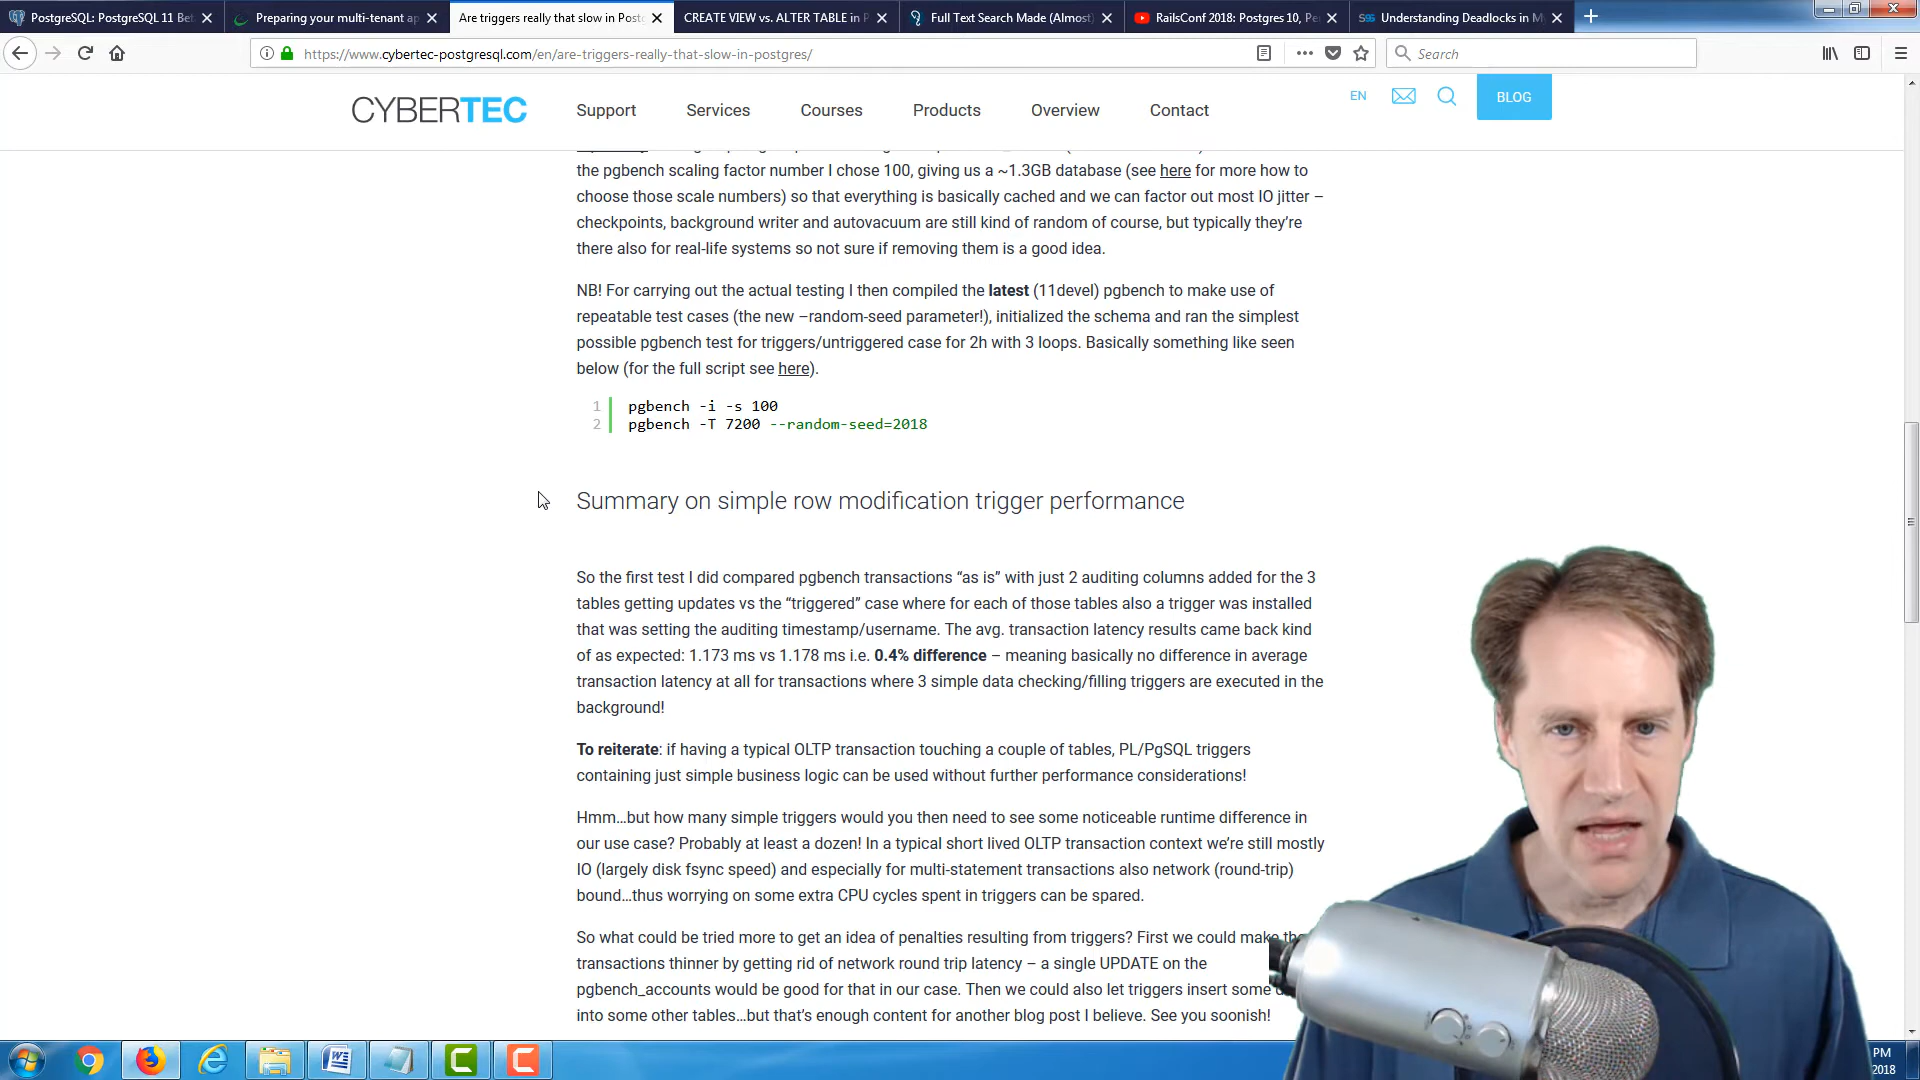 PostgreSQL: PostgreSQL 11 Bet
Preparing your multi-tenant ap
Are triggers really that slow in Post
CREATE VIEW vs. ALTER TABLE in P
Full Text Search Made (Almost)
RailsConf 2018: Postgres 10, Pe
Understanding Deadlocks in My
https://www.cybertec-postgresql.com/en/are-triggers-really-that-slow-in-postgres/
Search
CYBERTEC
Support
Services
Courses
Products
Overview
Contact
EN
BLOG
the pgbench scaling factor number I chose 100, giving us a ~1.3GB database (see here for more how to
choose those scale numbers) so that everything is basically cached and we can factor out most IO jitter –
checkpoints, background writer and autovacuum are still kind of random of course, but typically they’re
there also for real-life systems so not sure if removing them is a good idea.
NB! For carrying out the actual testing I then compiled the latest (11devel) pgbench to make use of
repeatable test cases (the new –random-seed parameter!), initialized the schema and ran the simplest
possible pgbench test for triggers/untriggered case for 2h with 3 loops. Basically something like seen
below (for the full script see here).
1 pgbench -i -s 100
2 pgbench -T 7200 --random-seed=2018
Summary on simple row modification trigger performance
So the first test I did compared pgbench transactions “as is” with just 2 auditing columns added for the 3
tables getting updates vs the “triggered” case where for each of those tables also a trigger was installed
that was setting the auditing timestamp/username. The avg. transaction latency results came back kind
of as expected: 1.173 ms vs 1.178 ms i.e. 0.4% difference – meaning basically no difference in average
transaction latency at all for transactions where 3 simple data checking/filling triggers are executed in the
background!
To reiterate: if having a typical OLTP transaction touching a couple of tables, PL/PgSQL triggers
containing just simple business logic can be used without further performance considerations!
Hmm…but how many simple triggers would you then need to see some noticeable runtime difference in
our use case? Probably at least a dozen! In a typical short lived OLTP transaction context we’re still mostly
IO (largely disk fsync speed) and especially for multi-statement transactions also network (round-trip)
bound…thus worrying on some extra CPU cycles spent in triggers can be spared.
So what could be tried more to get an idea of penalties resulting from triggers? First we could make th
transactions thinner by getting rid of network round trip latency – a single UPDATE on the
pgbench_accounts would be good for that in our case. Then we could also let triggers insert some
into some other tables…but that’s enough content for another blog post I believe. See you soonish!
PM
2018